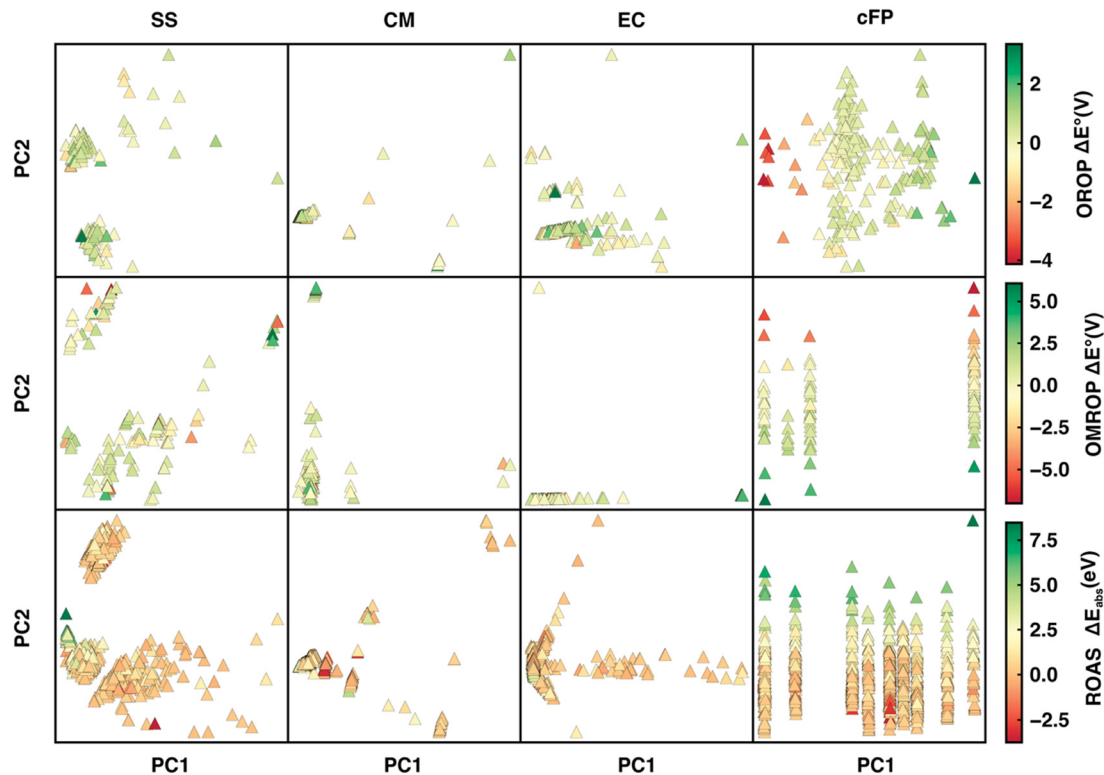 SS CM EC cFP
PC2
2
0
−2
−4
OROP ΔE°(V)
PC2
5.0
2.5
0.0
−2.5
−5.0
OMROP ΔE°(V)
PC2
7.5
5.0
2.5
0.0
−2.5
ROAS ΔEabs(eV)
PC1 PC1 PC1 PC1